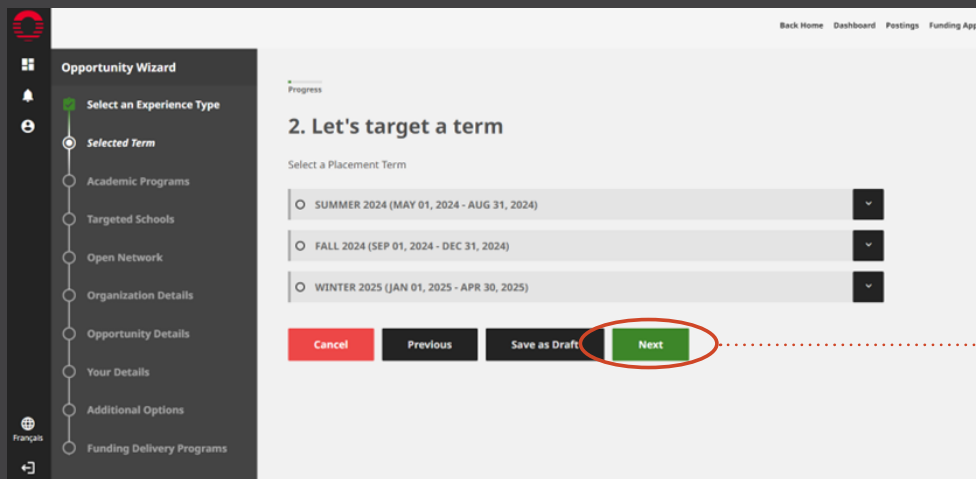 Back Home Dashboard Postings Funding App
Opportunity Wizard
Select an Experience Type
Selected Term
Academic Programs
Targeted Schools
Open Network
Organization Details
Opportunity Details
Your Details
Additional Options
Funding Delivery Programs
Français
Progress
2. Let's target a term
Select a Placement Term
SUMMER 2024 (MAY 01, 2024 - AUG 31, 2024)
FALL 2024 (SEP 01, 2024 - DEC 31, 2024)
WINTER 2025 (JAN 01, 2025 - APR 30, 2025)
Cancel Previous Save as Draft Next